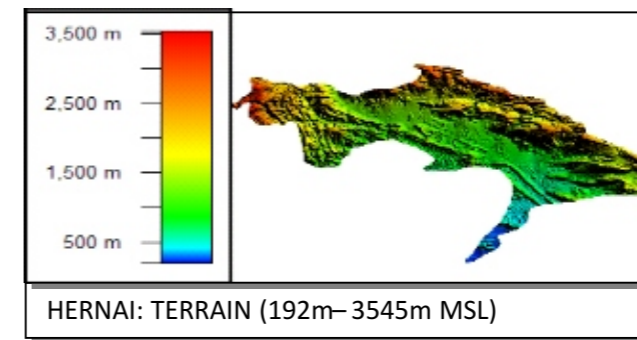 3,500 m
2,500 m
1,500 m
500 m
HERNAI: TERRAIN (192m– 3545m MSL)